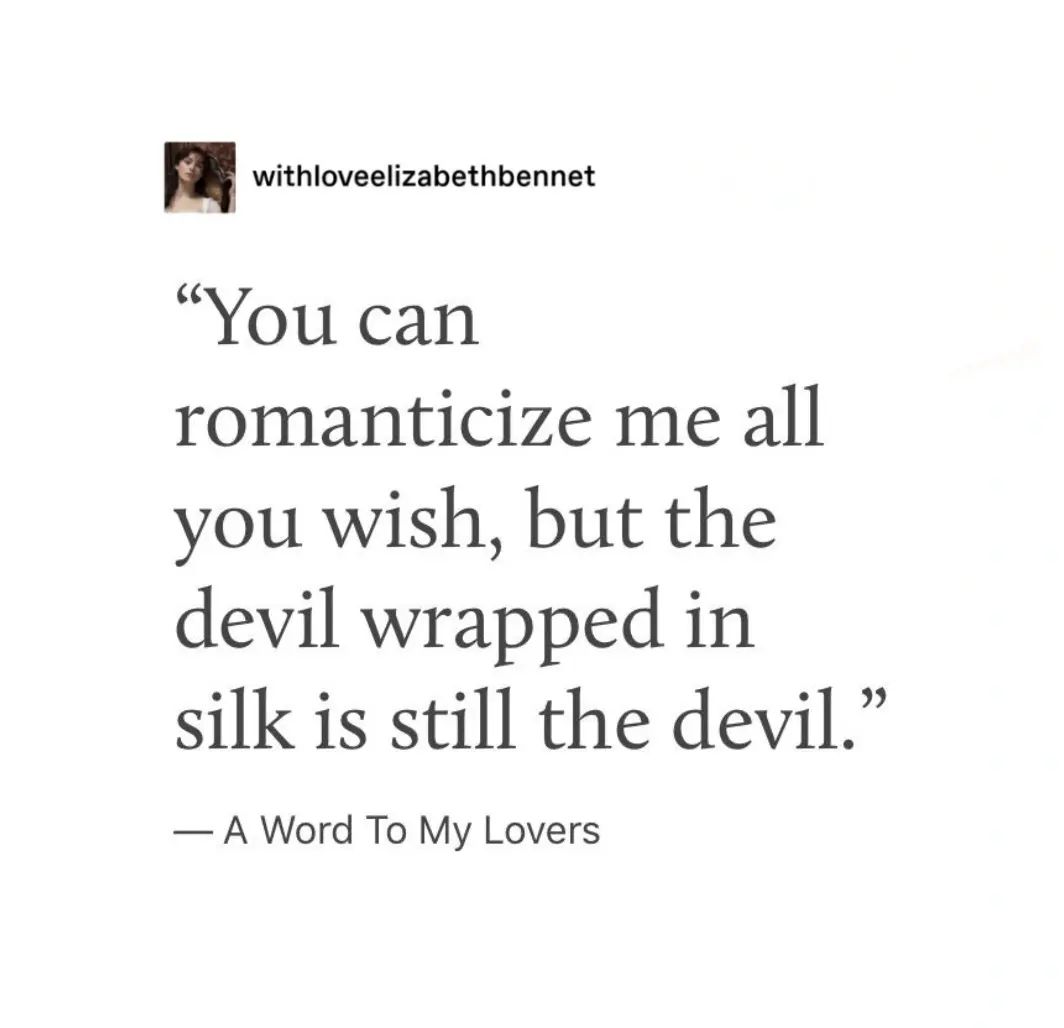 withloveelizabethbennet
“You can
romanticize me all
you wish, but the
devil wrapped in
silk is still the devil.”
— A Word To My Lovers